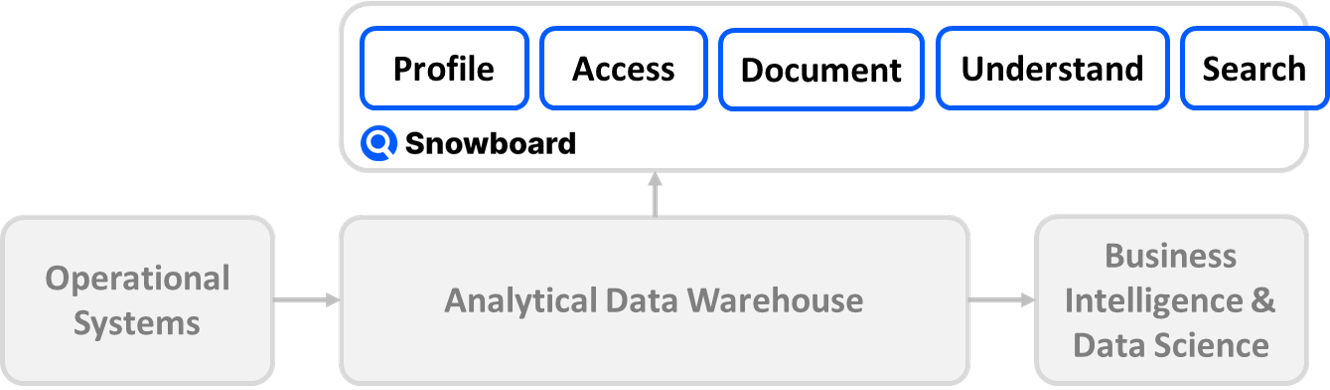 Profile
Access
Document
Understand
Search
Snowboard
Operational
Systems
Analytical Data Warehouse
Business
Intelligence &
Data Science